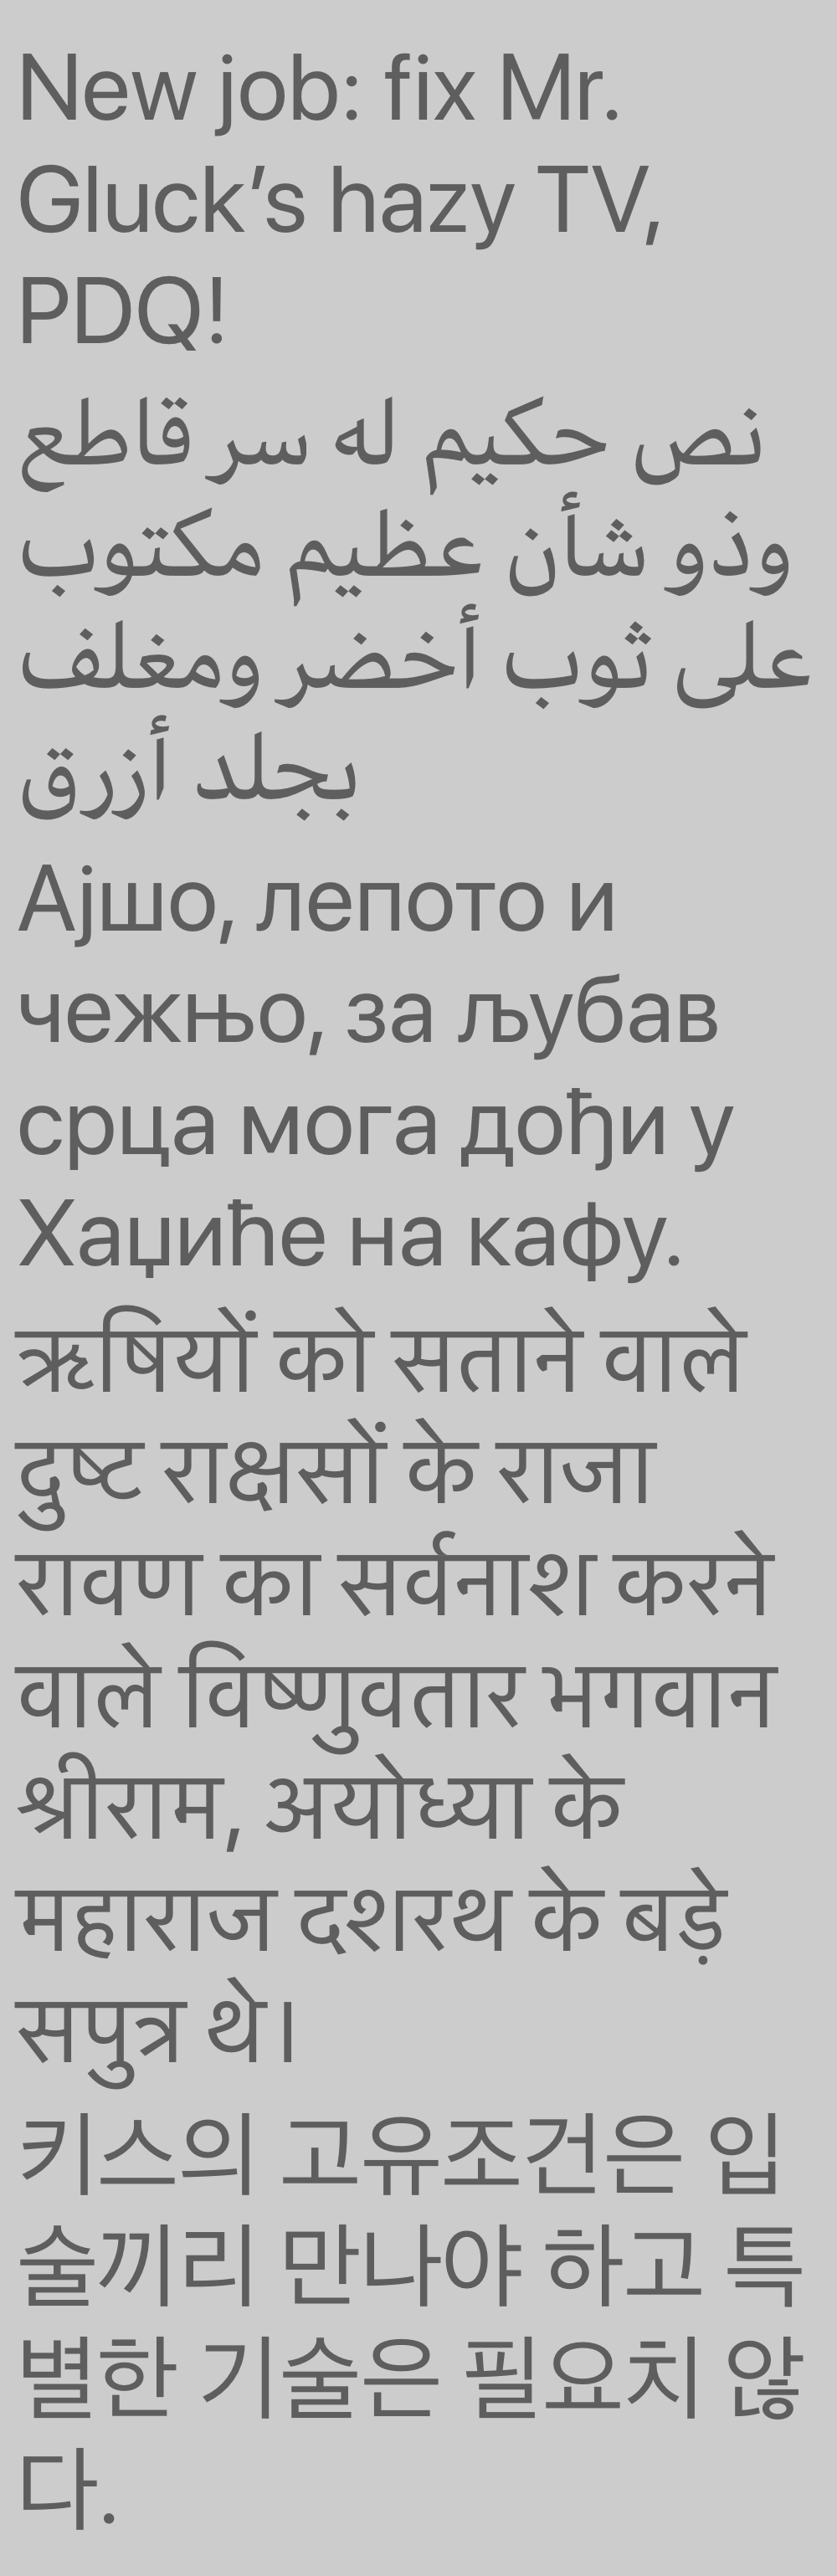 New job: fix Mr.
Gluck’s hazy TV,
PDQ!
نص حكيم له سر قاطع
وذو شأن عظيم مكتوب
على ثوب أخضر ومغلف
بجلد أزرق
Ајшо, лепото и
чежњо, за љубав
срца мога дођи у
Хаџиће на кафу.
ऋषियों को सताने वाले
दुष्ट राक्षसों के राजा
रावण का सर्वनाश करने
वाले विष्णुवतार भगवान
श्रीराम, अयोध्या के
महाराज दशरथ के बड़े
सपुत्र थे।
키스의 고유조건은 입
술끼리 만나야 하고 특
별한 기술은 필요치 않
다.